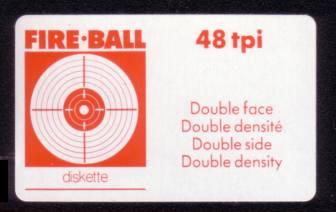 FIRE·BALL
diskette
48 tpi
Double face
Double densité
Double side
Double density